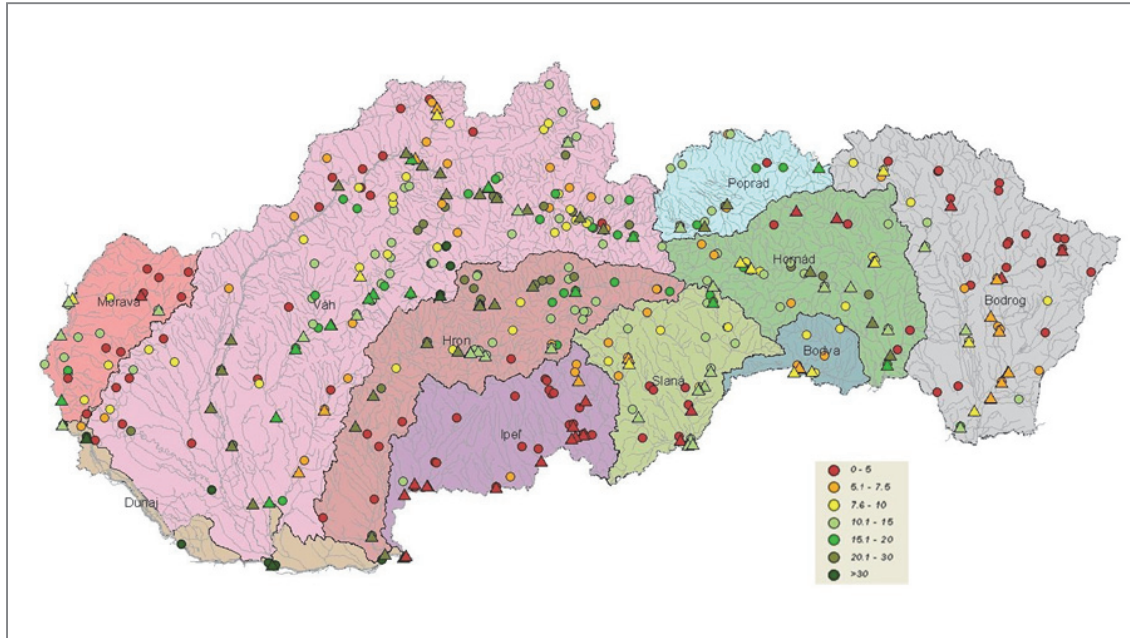 Poprad
Hornád
Morava
Váh
Bodrog
Hron
Bodva
Slaná
Ipeľ
Dunaj
0 - 5
5.1 - 7.5
7.6 - 10
10.1 - 15
15.1 - 20
20.1 - 30
>30